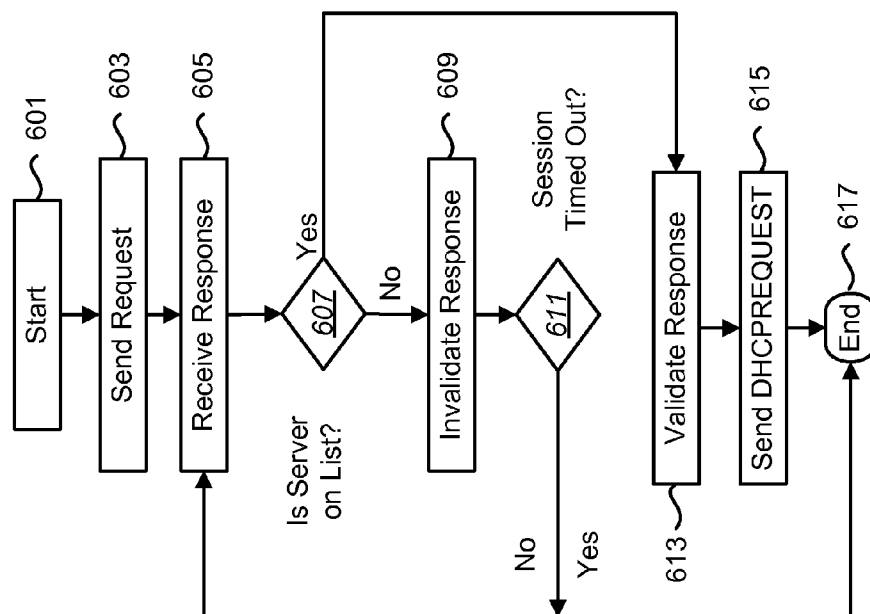 601
Start
603
Send Request
605
Receive Response
Is Server
on List?
607
Yes
No
609
Invalidate Response
Session
Timed Out?
611
No
Yes
613
Validate Response
615
Send DHCPREQUEST
617
End